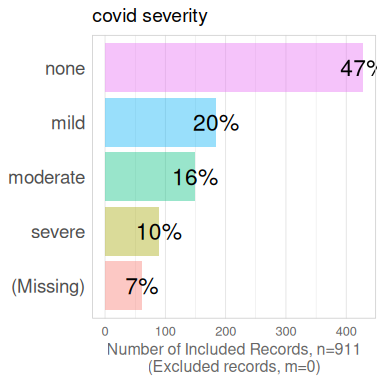 covid severity
none
47%
mild
20%
moderate
16%
severe
10%
(Missing)
7%
0 100 200 300 400
Number of Included Records, n=911
(Excluded records, m=0)